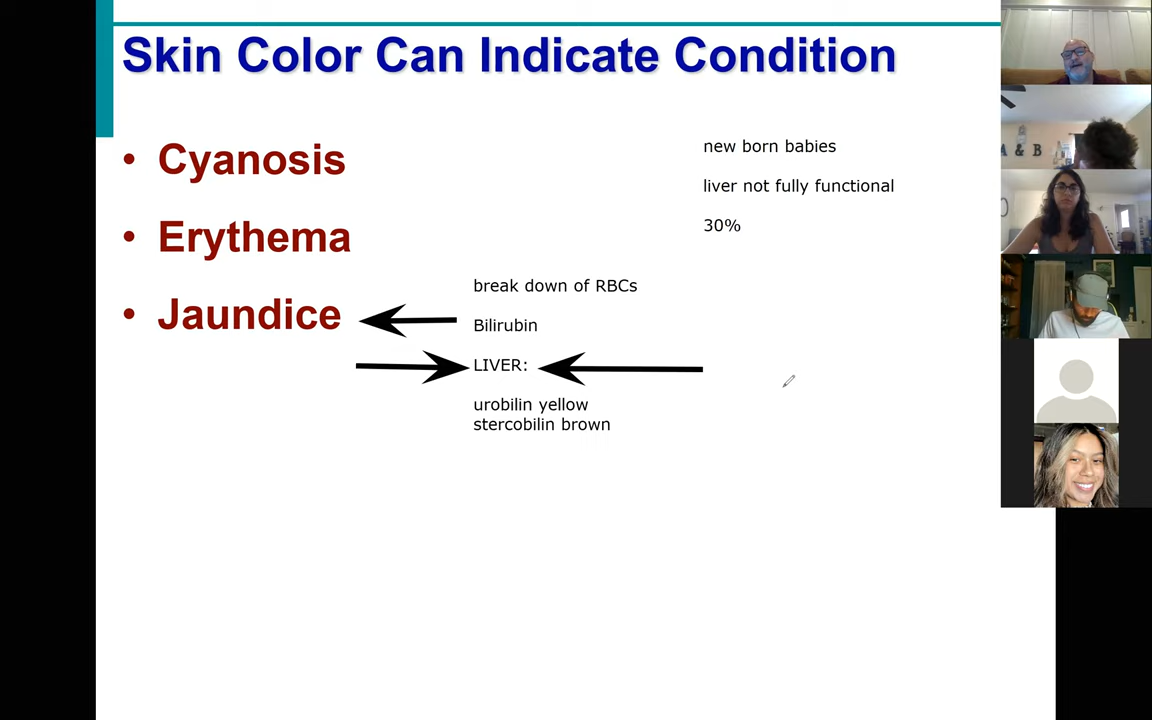 Skin Color Can Indicate Condition
• Cyanosis
• Erythema
• Jaundice
break down of RBCs
Bilirubin
LIVER:
urobilin yellow
stercobilin brown
new born babies
liver not fully functional
30%
A & B